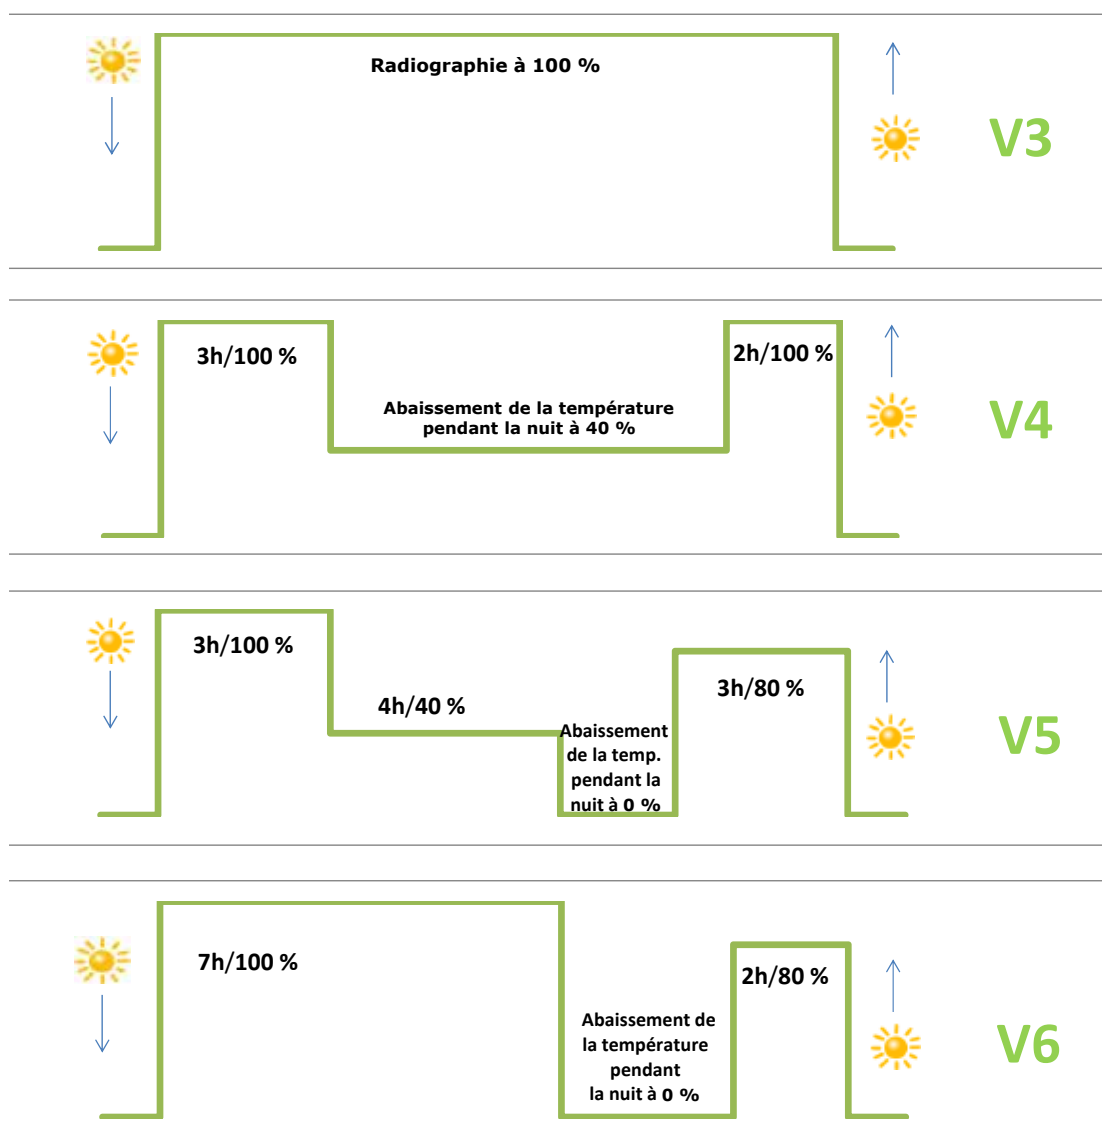 Radiographie à 100 %
V3
3h/100 %
2h/100 %
Abaissement de la température
pendant la nuit à 40 %
V4
3h/100 %
4h/40 %
Abaissement
de la temp.
pendant la
nuit à 0 %
3h/80 %
V5
7h/100 %
Abaissement de
la température
pendant
la nuit à 0 %
2h/80 %
V6